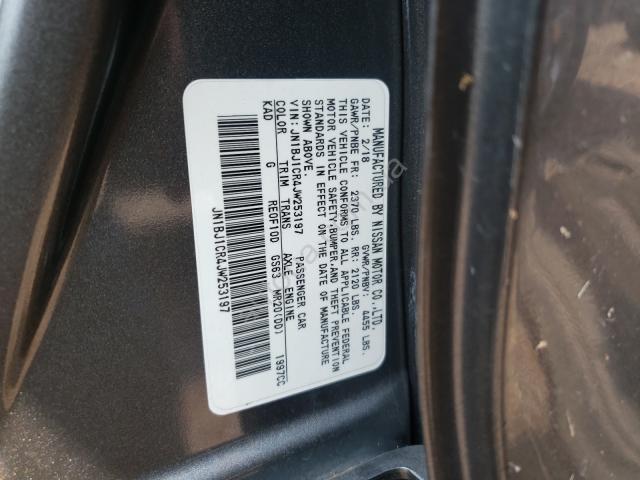 MANUFACTURED BY NISSAN MOTOR CO.,LTD.
DATE: 2/18 GVWR/PNBV: 4455 LBS.
GAWR/PNBE FR: 2370 LBS. RR: 2120 LBS.
THIS VEHICLE CONFORMS TO ALL APPLICABLE FEDERAL
MOTOR VEHICLE SAFETY,BUMPER,AND THEFT PREVENTION
STANDARDS IN EFFECT ON THE DATE OF MANUFACTURE
SHOWN ABOVE.
VIN: JN1BJ1CR4JW253197 PASSENGER CAR
COLOR TRIM TRANS AXLE ENGINE
KAD G RE0F10D GS63 MR20(DD) 1997CC
JN1BJ1CR4JW253197